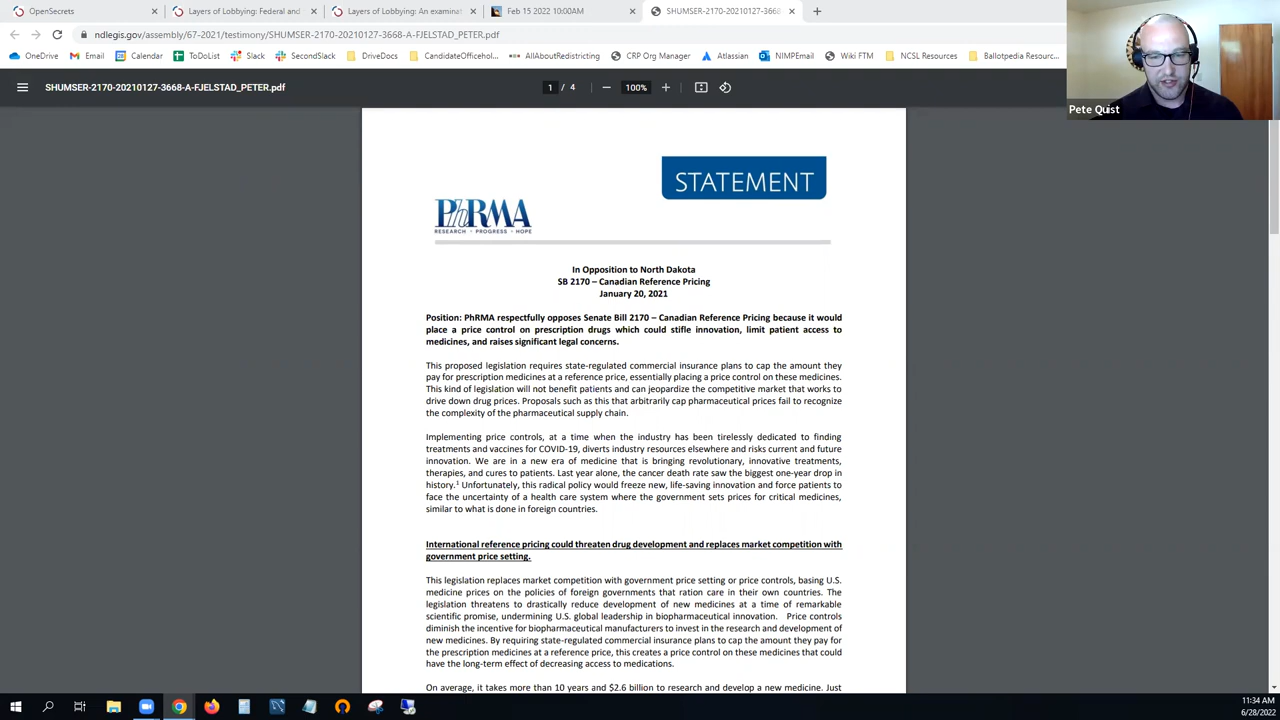 OpenSecrets
Layers of Lobbying: Federal and
Layers of Lobbying: An examinat
Feb 15 2022 10:00AM
SHUMSER-2170-20210127-3668
ndlegis.gov/assembly/67-2021/testimony/SHUMSER-2170-20210127-3668-A-FJELSTAD_PETER.pdf
OneDrive
Email
Calendar
ToDoList
Slack
SecondSlack
DriveDocs
CandidateOfficehol...
AllAboutRedistricting
CRP Org Manager
Atlassian
NIMPEmail
Wiki FTM
NCSL Resources
Ballotpedia Resourc...
SHUMSER-2170-20210127-3668-A-FJELSTAD_PETER.pdf
1 / 4
100%
Pete Quist
STATEMENT
PhRMA
RESEARCH • PROGRESS • HOPE
In Opposition to North Dakota
SB 2170 – Canadian Reference Pricing
January 20, 2021
Position: PhRMA respectfully opposes Senate Bill 2170 – Canadian Reference Pricing because it would
place a price control on prescription drugs which could stifle innovation, limit patient access to
medicines, and raises significant legal concerns.
This proposed legislation requires state-regulated commercial insurance plans to cap the amount they
pay for prescription medicines at a reference price, essentially placing a price control on these medicines.
This kind of legislation will not benefit patients and can jeopardize the competitive market that works to
drive down drug prices. Proposals such as this that arbitrarily cap pharmaceutical prices fail to recognize
the complexity of the pharmaceutical supply chain.
Implementing price controls, at a time when the industry has been tirelessly dedicated to finding
treatments and vaccines for COVID-19, diverts industry resources elsewhere and risks current and future
innovation. We are in a new era of medicine that is bringing revolutionary, innovative treatments,
therapies, and cures to patients. Last year alone, the cancer death rate saw the biggest one-year drop in
history.¹ Unfortunately, this radical policy would freeze new, life-saving innovation and force patients to
face the uncertainty of a health care system where the government sets prices for critical medicines,
similar to what is done in foreign countries.
International reference pricing could threaten drug development and replaces market competition with
government price setting.
This legislation replaces market competition with government price setting or price controls, basing U.S.
medicine prices on the policies of foreign governments that ration care in their own countries. The
legislation threatens to drastically reduce development of new medicines at a time of remarkable
scientific promise, undermining U.S. global leadership in biopharmaceutical innovation. Price controls
diminish the incentive for biopharmaceutical manufacturers to invest in the research and development of
new medicines. By requiring state-regulated commercial insurance plans to cap the amount they pay for
the prescription medicines at a reference price, this creates a price control on these medicines that could
have the long-term effect of decreasing access to medications.
On average, it takes more than 10 years and $2.6 billion to research and develop a new medicine. Just
11:34 AM
6/28/2022